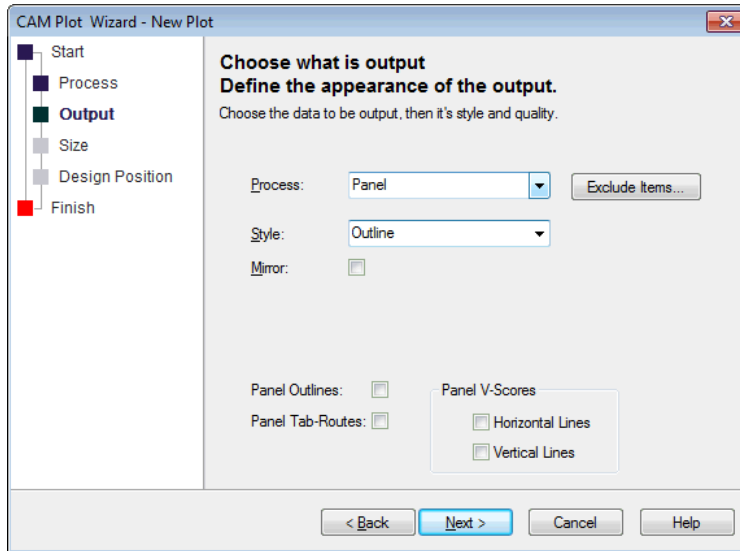 CAM Plot Wizard - New Plot
Start
Process
Output
Size
Design Position
Finish
Choose what is output
Define the appearance of the output.
Choose the data to be output, then it's style and quality.
Process: Panel Exclude Items...
Style: Outline
Mirror:
Panel Outlines:
Panel Tab-Routes:
Panel V-Scores
Horizontal Lines
Vertical Lines
< Back Next > Cancel Help